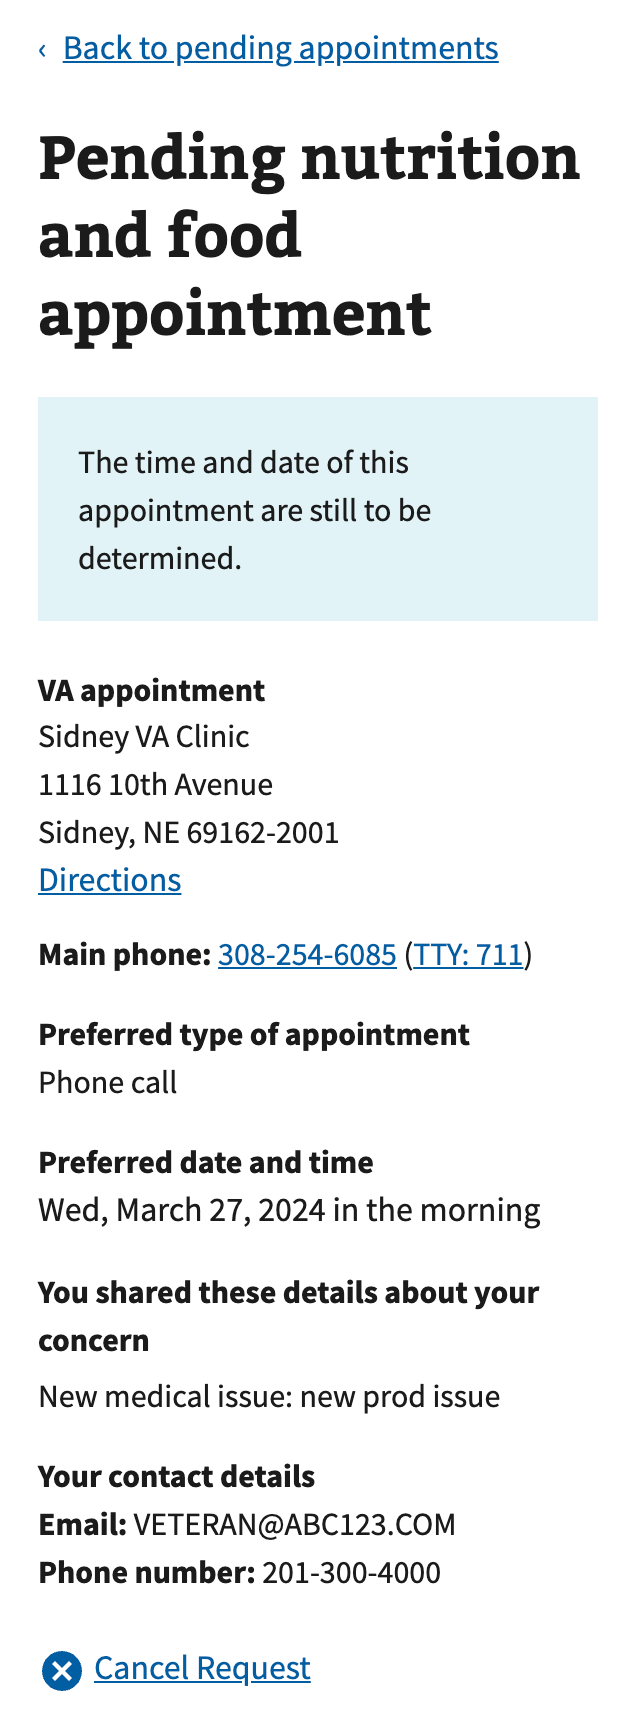 ‹ Back to pending appointments
Pending nutrition
and food
appointment
The time and date of this
appointment are still to be
determined.
VA appointment
Sidney VA Clinic
1116 10th Avenue
Sidney, NE 69162-2001
Directions
Main phone: 308-254-6085 (TTY: 711)
Preferred type of appointment
Phone call
Preferred date and time
Wed, March 27, 2024 in the morning
You shared these details about your
concern
New medical issue: new prod issue
Your contact details
Email: VETERAN@ABC123.COM
Phone number: 201-300-4000
Cancel Request